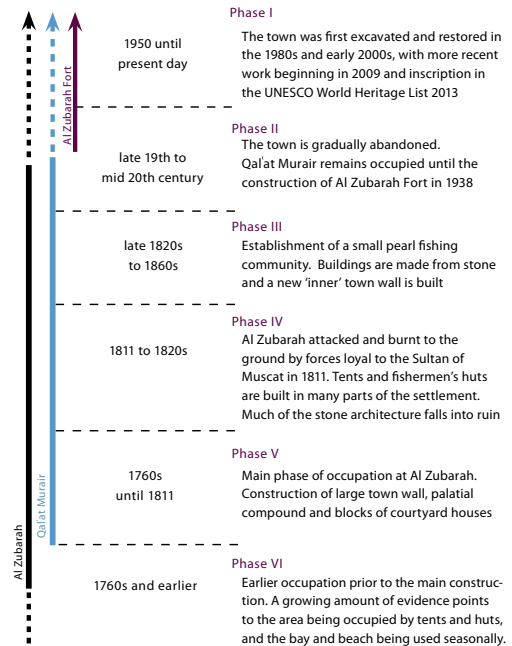 Phase I
1950 until
present day
The town was first excavated and restored in
the 1980s and early 2000s, with more recent
work beginning in 2009 and inscription in
the UNESCO World Heritage List 2013
Al Zubarah Fort
Phase II
late 19th to
mid 20th century
The town is gradually abandoned.
Qal'at Murair remains occupied until the
construction of Al Zubarah Fort in 1938
Phase III
late 1820s
to 1860s
Establishment of a small pearl fishing
community. Buildings are made from stone
and a new ‘inner’ town wall is built
Phase IV
1811 to 1820s
Al Zubarah attacked and burnt to the
ground by forces loyal to the Sultan of
Muscat in 1811. Tents and fishermen’s huts
are built in many parts of the settlement.
Much of the stone architecture falls into ruin
Phase V
1760s
until 1811
Main phase of occupation at Al Zubarah.
Construction of large town wall, palatial
compound and blocks of courtyard houses
Qal'at Murair
Al Zubarah
Phase VI
1760s and earlier
Earlier occupation prior to the main construc-
tion. A growing amount of evidence points
to the area being occupied by tents and huts,
and the bay and beach being used seasonally.